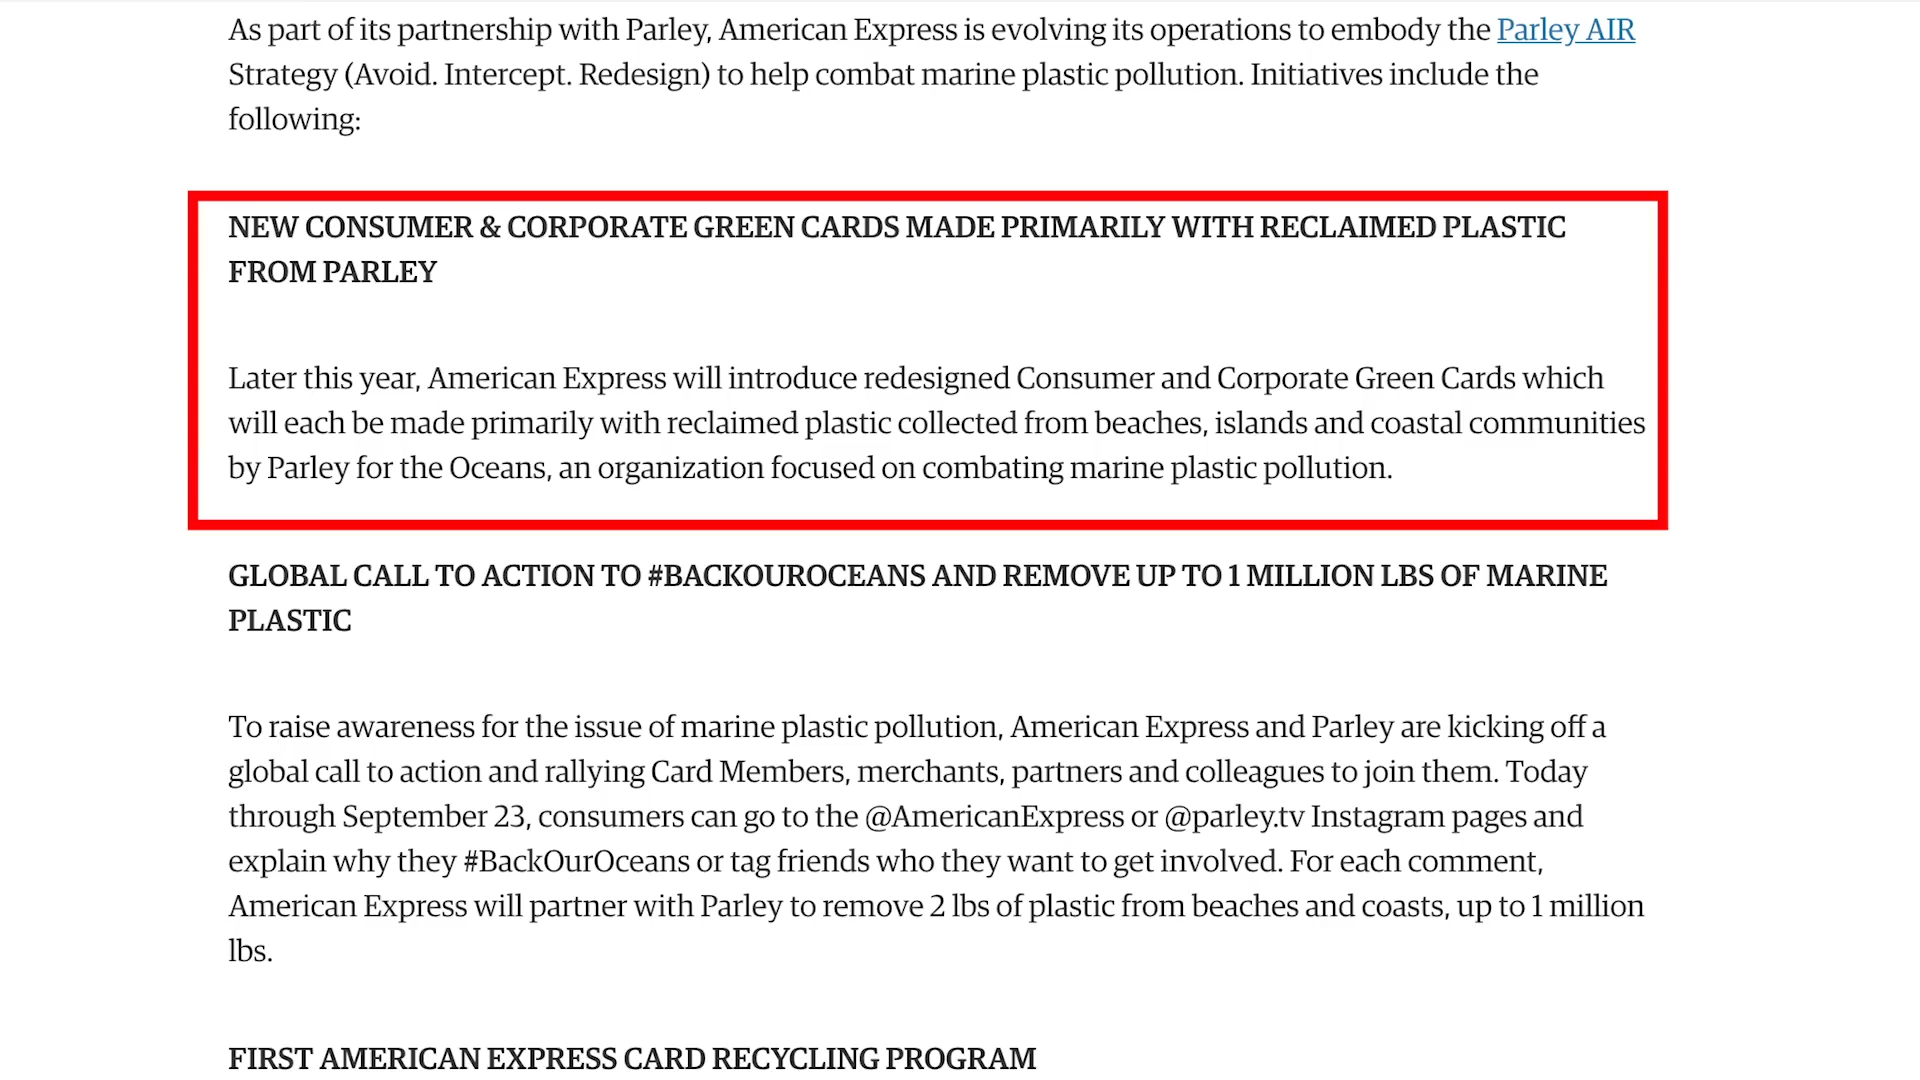 As part of its partnership with Parley, American Express is evolving its operations to embody the Parley AIR
Strategy (Avoid. Intercept. Redesign) to help combat marine plastic pollution. Initiatives include the
following:
NEW CONSUMER & CORPORATE GREEN CARDS MADE PRIMARILY WITH RECLAIMED PLASTIC
FROM PARLEY
Later this year, American Express will introduce redesigned Consumer and Corporate Green Cards which
will each be made primarily with reclaimed plastic collected from beaches, islands and coastal communities
by Parley for the Oceans, an organization focused on combating marine plastic pollution.
GLOBAL CALL TO ACTION TO #BACKOUROCEANS AND REMOVE UP TO 1 MILLION LBS OF MARINE
PLASTIC
To raise awareness for the issue of marine plastic pollution, American Express and Parley are kicking off a
global call to action and rallying Card Members, merchants, partners and colleagues to join them. Today
through September 23, consumers can go to the @AmericanExpress or @parley.tv Instagram pages and
explain why they #BackOurOceans or tag friends who they want to get involved. For each comment,
American Express will partner with Parley to remove 2 lbs of plastic from beaches and coasts, up to 1 million
lbs.
FIRST AMERICAN EXPRESS CARD RECYCLING PROGRAM